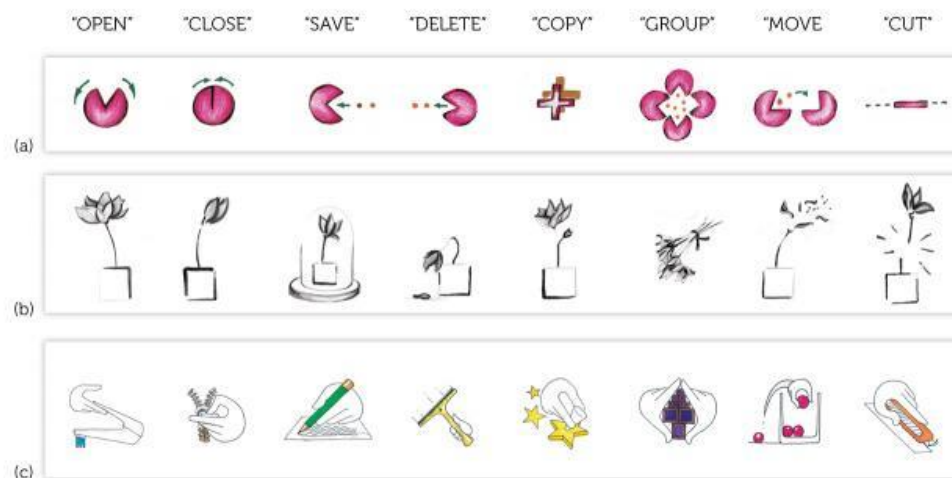 "OPEN" "CLOSE" "SAVE" "DELETE" "COPY" "GROUP" "MOVE "CUT"
(a)
(b)
(c)